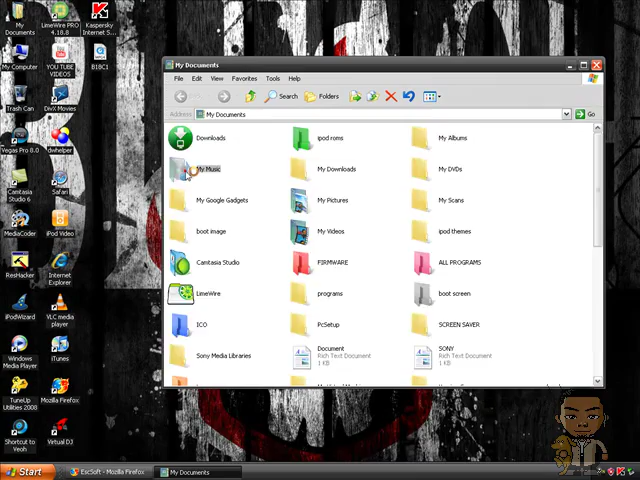 My Documents
LimeWire PRO 4.18.8
Kaspersky Internet S...
My Computer
YOU TUBE VIDEOS
B18C1
Trash Can
DivX Movies
Vegas Pro 8.0
dwhelper
Camtasia Studio 6
Safari
MediaCoder
iPod Video
ResHacker
Internet Explorer
iPodWizard
VLC media player
Windows Media Player
iTunes
TuneUp Utilities 2008
Mozilla Firefox
Shortcut to Yeoh
Virtual DJ
My Documents
File Edit View Favorites Tools Help
Search Folders
Address My Documents Go
Downloads ipod roms My Albums
My Music My Downloads My DVDs
My Google Gadgets My Pictures My Scans
boot image My Videos ipod themes
Camtasia Studio FIRMWARE ALL PROGRAMS
LimeWire programs boot screen
ICO PcSetup SCREEN SAVER
Sony Media Libraries Document SONY
Rich Text Document Rich Text Document
1 KB 1 KB
Start EscSoft - Mozilla Firefox My Documents